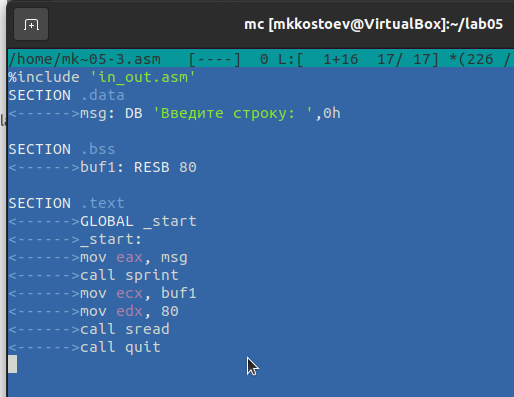 mc [mkkostoev@VirtualBox]:~/lab05
/home/mk~05-3.asm [----] 0 L:[ 1+16 17/ 17] *(226 /
%include 'in_out.asm'
SECTION .data
<------>msg: DB 'Введите строку: ',0h
SECTION .bss
<------>buf1: RESB 80
SECTION .text
<------>GLOBAL _start
<------>_start:
<------>mov eax, msg
<------>call sprint
<------>mov ecx, buf1
<------>mov edx, 80
<------>call sread
<------>call quit